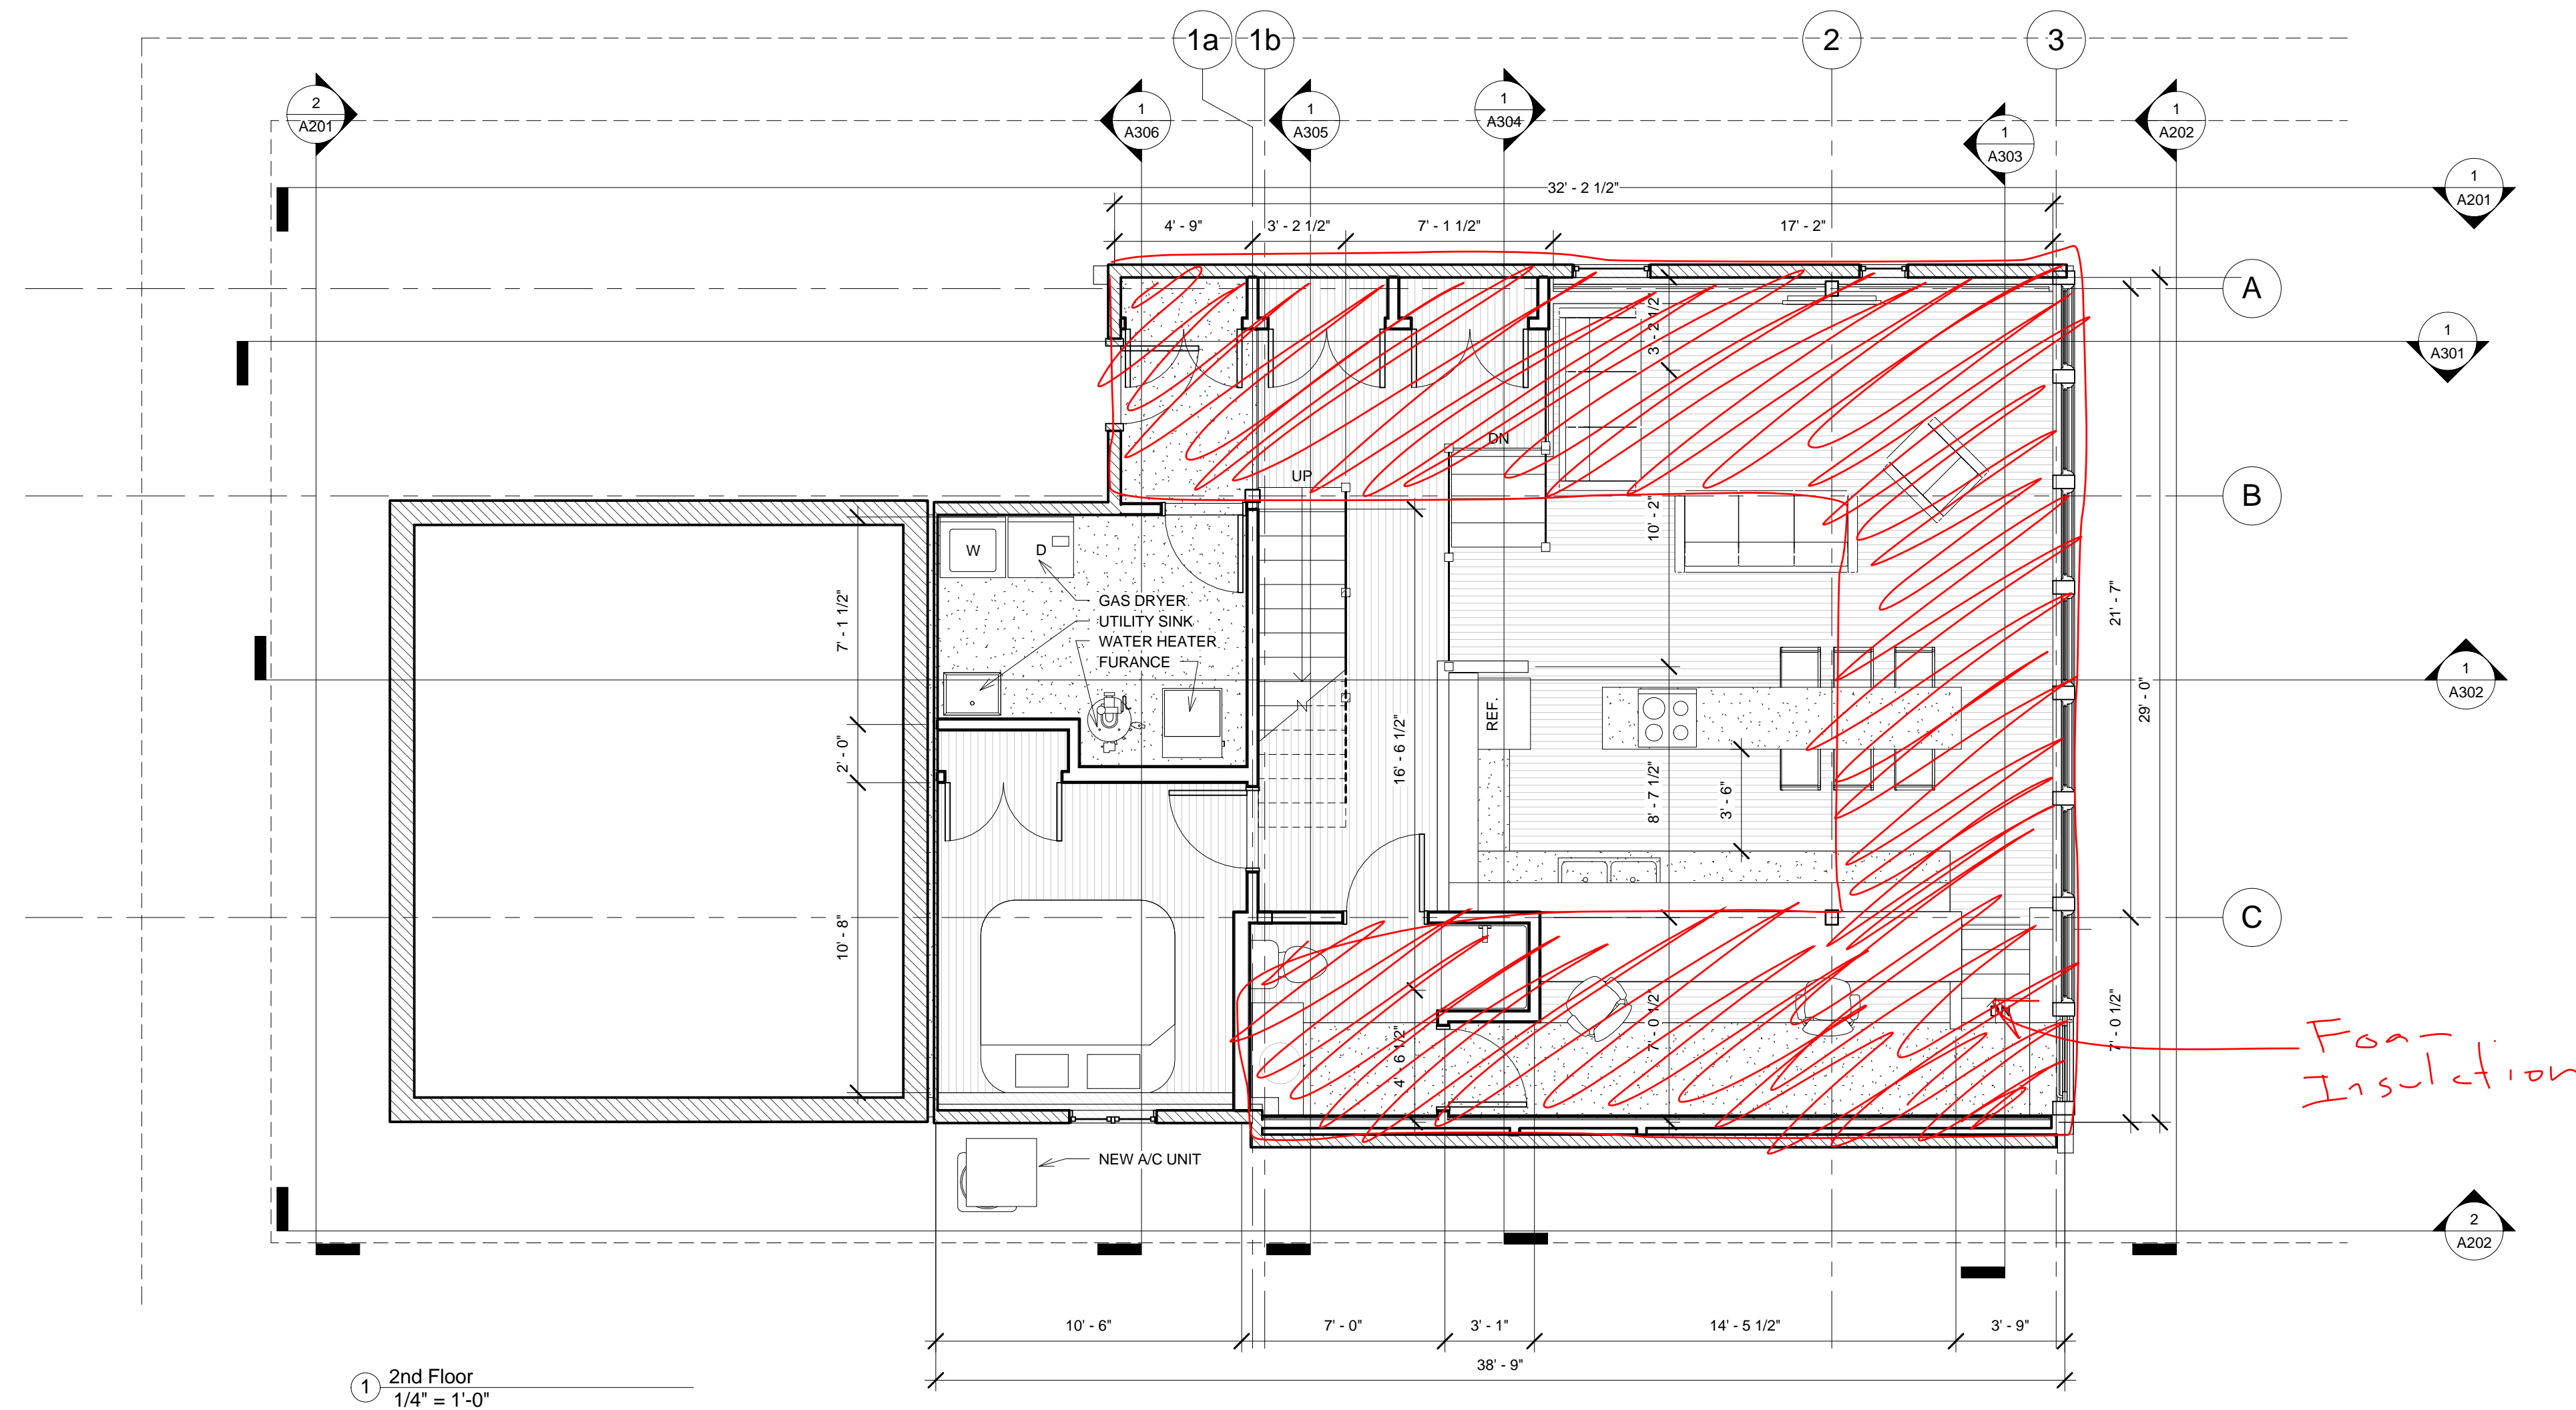 1a 1b 2 3
2 A201
1 A306
1 A305
1 A304
1 A303
1 A202
1 A201
32' - 2 1/2"
4' - 9" 3' - 2 1/2" 7' - 1 1/2" 17' - 2"
A
1 A301
3' - 2 1/2"
DN
UP
B
10' - 2"
W D
GAS DRYER
UTILITY SINK
WATER HEATER
FURANCE
7' - 1 1/2"
21' - 7"
29' - 0"
1 A302
REF.
N
16' - 6 1/2"
2' - 0"
8' - 7 1/2"
3' - 6"
10' - 8"
C
4' - 6 1/2"
7' - 0 1/2"
DN
7' - 0 1/2"
Foam
Insulation
NEW A/C UNIT
2 A202
10' - 6" 7' - 0" 3' - 1" 14' - 5 1/2" 3' - 9"
38' - 9"
1 2nd Floor
1/4" = 1'-0"